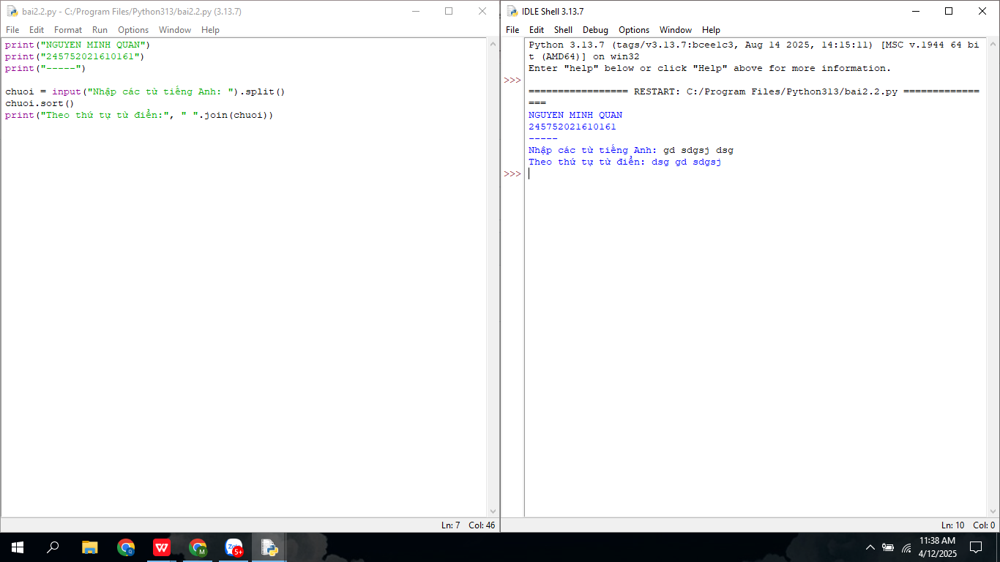 bai2.2.py - C:/Program Files/Python313/bai2.2.py (3.13.7)
File Edit Format Run Options Window Help
print("NGUYEN MINH QUAN")
print("245752021610161")
print("-----")
chuoi = input("Nhập các từ tiếng Anh: ").split()
chuoi.sort()
print("Theo thứ tự từ điển:", " ".join(chuoi))
Ln: 7 Col: 46
IDLE Shell 3.13.7
File Edit Shell Debug Options Window Help
Python 3.13.7 (tags/v3.13.7:bcee1c3, Aug 14 2025, 14:15:11) [MSC v.1944 64 bi
t (AMD64)] on win32
Enter "help" below or click "Help" above for more information.
>>>
================= RESTART: C:/Program Files/Python313/bai2.2.py =============
===
NGUYEN MINH QUAN
245752021610161
-----
Nhập các từ tiếng Anh: gd sdgsj dsg
Theo thứ tự từ điển: dsg gd sdgsj
>>>
Ln: 10 Col: 0
W
M
5+
11:38 AM
4/12/2025